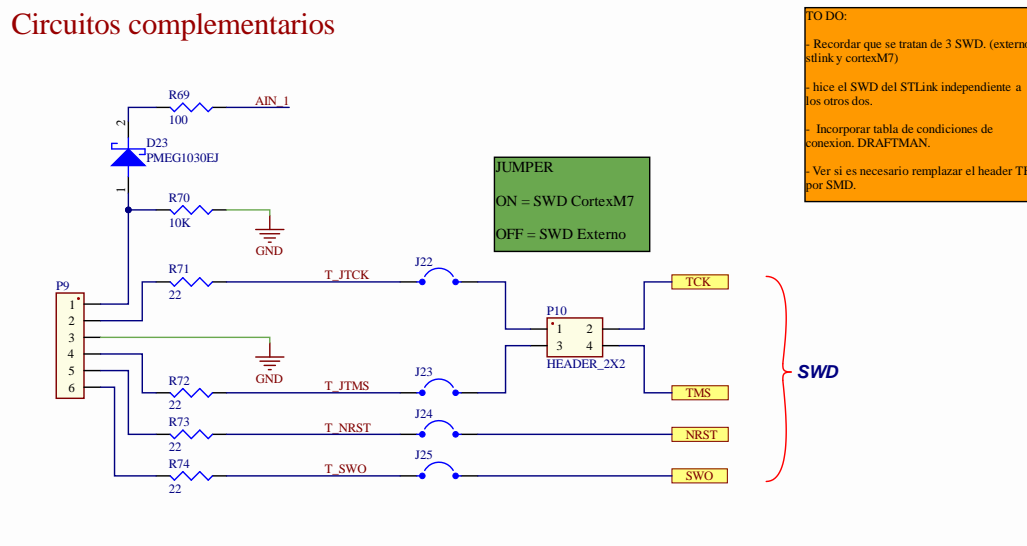 Circuitos complementarios
TO DO:
- Recordar que se tratan de 3 SWD. (externo
stlink y cortexM7)
- hice el SWD del STLink independiente a
los otros dos.
- Incorporar tabla de condiciones de
conexion. DRAFTMAN.
- Ver si es necesario remplazar el header TH
por SMD.
R69
100
AIN_1
2
D23
PMEG1030EJ
1
R70
10K
GND
JUMPER
ON = SWD CortexM7
OFF = SWD Externo
R71
22
T_JTCK
J22
TCK
P9
1
2
3
4
5
6
GND
P10
1 2
3 4
HEADER_2X2
SWD
R72
22
T_JTMS
J23
TMS
R73
22
T_NRST
J24
NRST
R74
22
T_SWO
J25
SWO